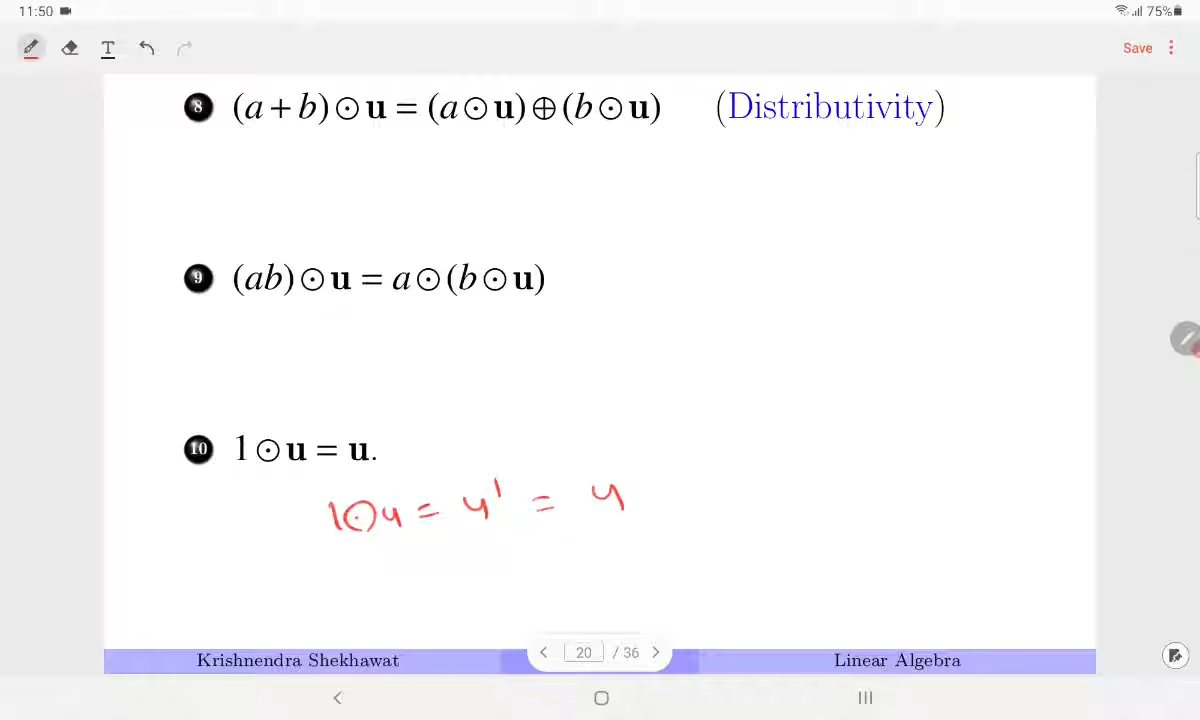 11:50 75%
T Save
8 (a + b) ⊙ u = (a ⊙ u) ⊕ (b ⊙ u) (Distributivity)
9 (ab) ⊙ u = a ⊙ (b ⊙ u)
10 1 ⊙ u = u.
1⊙u = u¹ = u
< 20 / 36 >
Krishnendra Shekhawat Linear Algebra